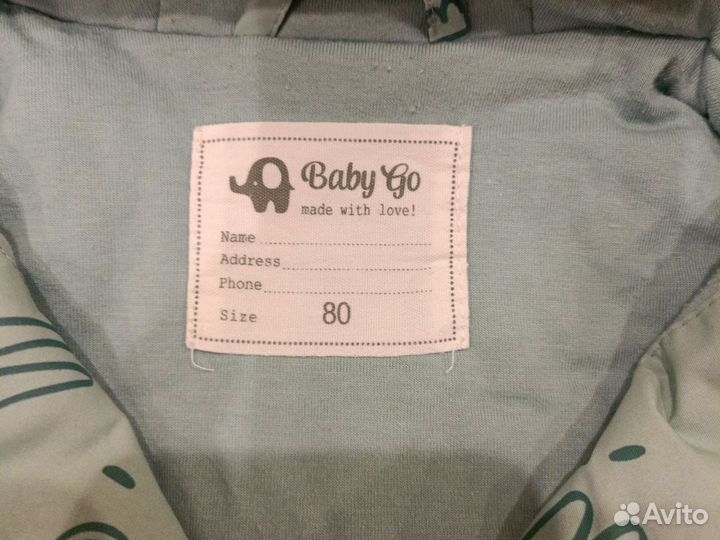 Baby Go
made with love!
Name
Address
Phone
Size 80
Avito